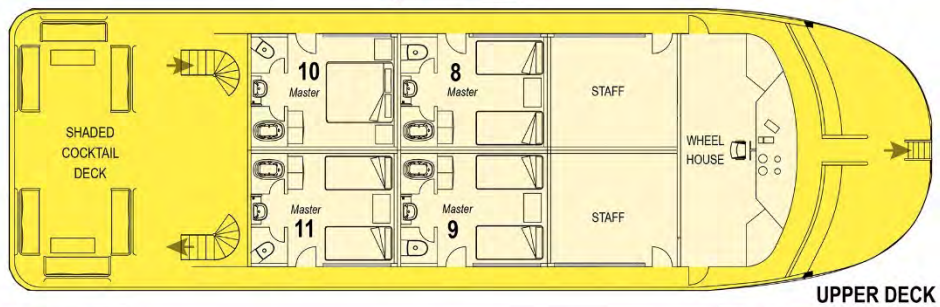 10
Master
8
Master
STAFF
SHADED
COCKTAIL
DECK
WHEEL
HOUSE
Master
11
Master
9
STAFF
UPPER DECK